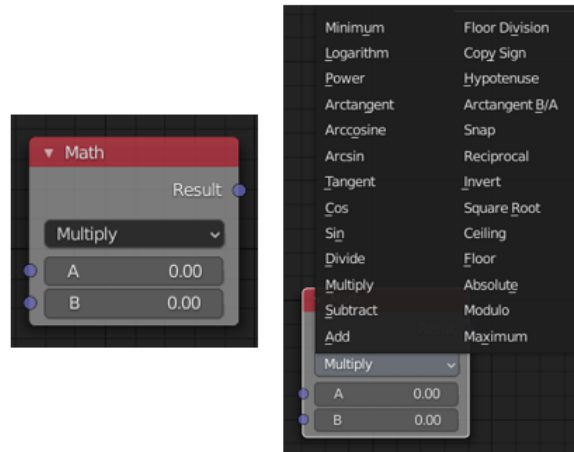 Math
Result
Multiply
A 0.00
B 0.00
Minimum Floor Division
Logarithm Copy Sign
Power Hypotenuse
Arctangent Arctangent B/A
Arccosine Snap
Arcsin Reciprocal
Tangent Invert
Cos Square Root
Sin Ceiling
Divide Floor
Multiply Absolute
Subtract Modulo
Add Maximum
Multiply
A 0.00
B 0.00